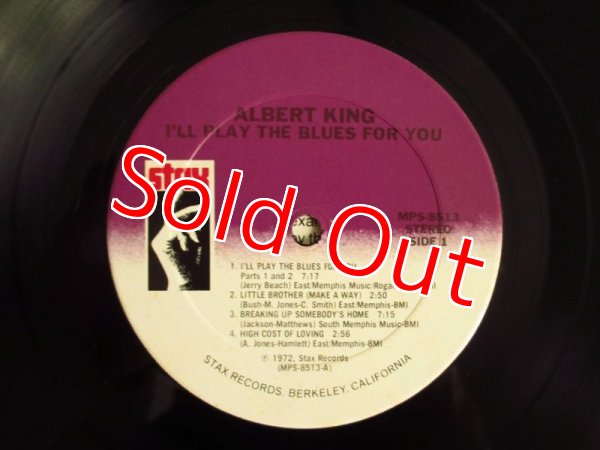 ALBERT KING
I'LL PLAY THE BLUES FOR YOU
stax
Sold Out
MPS-8513
STEREO
SIDE 1
1. I'LL PLAY THE BLUES FOR
Parts 1 and 2 7:17
(Jerry Beach) East/Memphis Music/
2. LITTLE BROTHER (MAKE A WAY) 2:50
(Bush-M. Jones-C. Smith) East/Memphis-BMI
3. BREAKING UP SOMEBODY'S HOME 7:15
(Jackson-Matthews) South Memphis Music-BMI
4. HIGH COST OF LOVING 2:56
(A. Jones-Hamlett) East/Memphis-BMI
℗ 1972, Stax Records
(MPS-8513-A)
STAX RECORDS, BERKELEY, CALIFORNIA